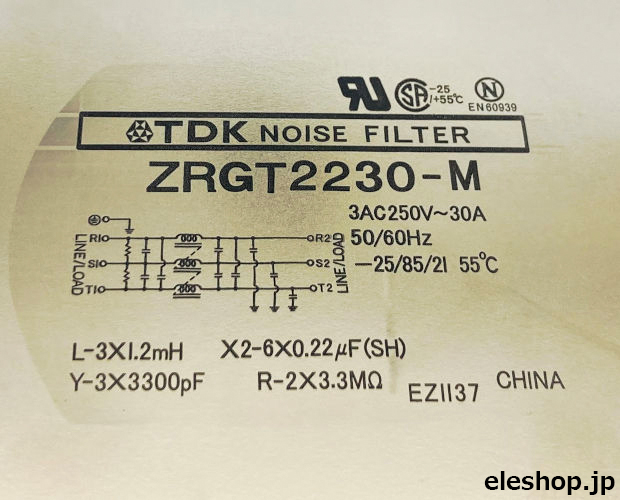 -25
/+55℃
EN60939
TDK NOISE FILTER
ZRGT2230-M
3AC250V~30A
50/60Hz
-25/85/21 55℃
LINE/LOAD
R1
S1
T1
R2
S2
T2
LINE/LOAD
L-3X1.2mH X2-6X0.22μF(SH)
Y-3X3300pF R-2X3.3MΩ EZ1137 CHINA
eleshop.jp